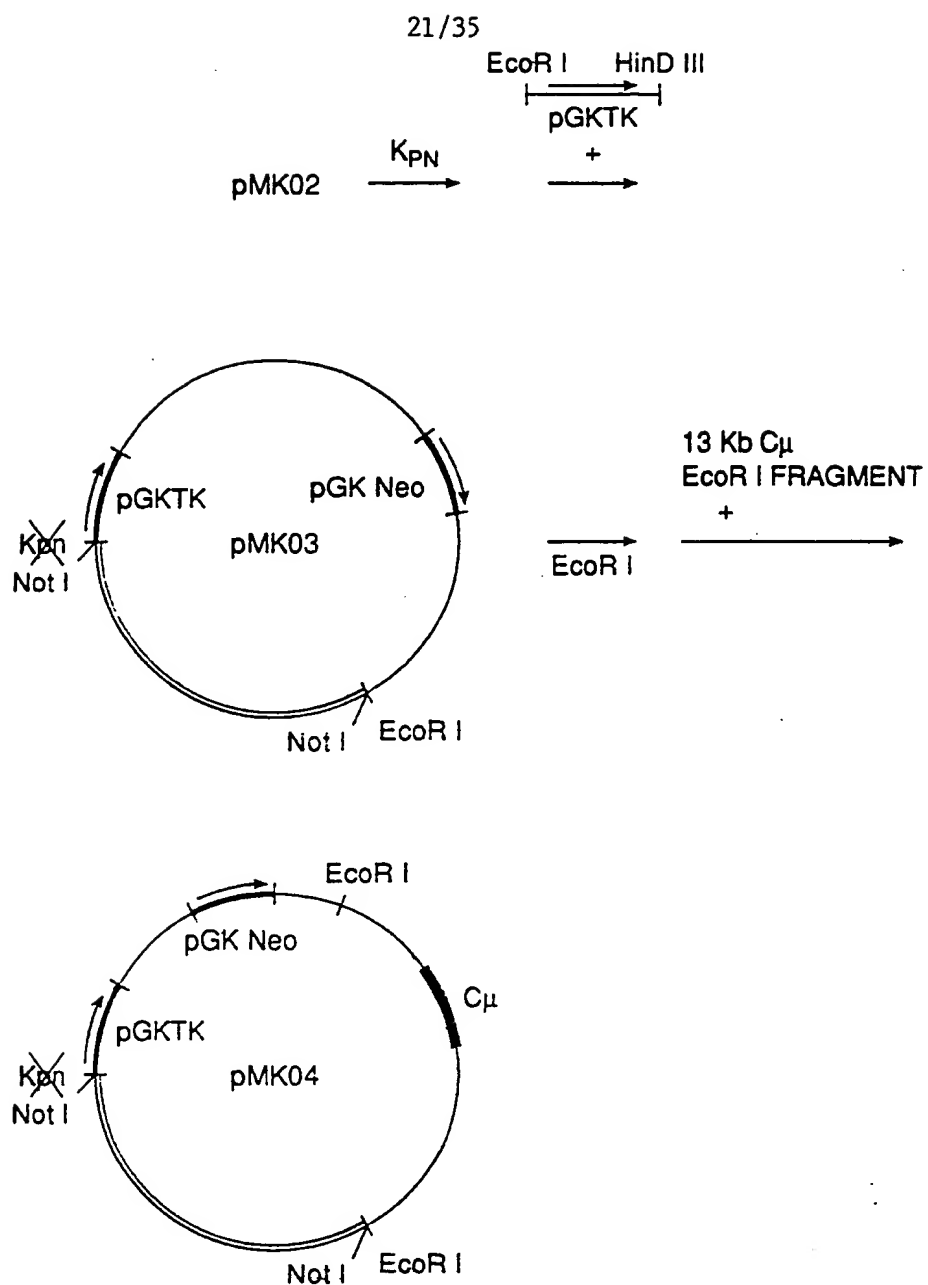 21/35
EcoR I HinD III
pGKTK
+
pMK02
KPN
pGKTK
pGK Neo
pMK03
Kpn
Not I
Not I
EcoR I
EcoR I
13 Kb Cμ
EcoR I FRAGMENT
+
EcoR I
pGK Neo
Cμ
pGKTK
pMK04
Kpn
Not I
Not I
EcoR I